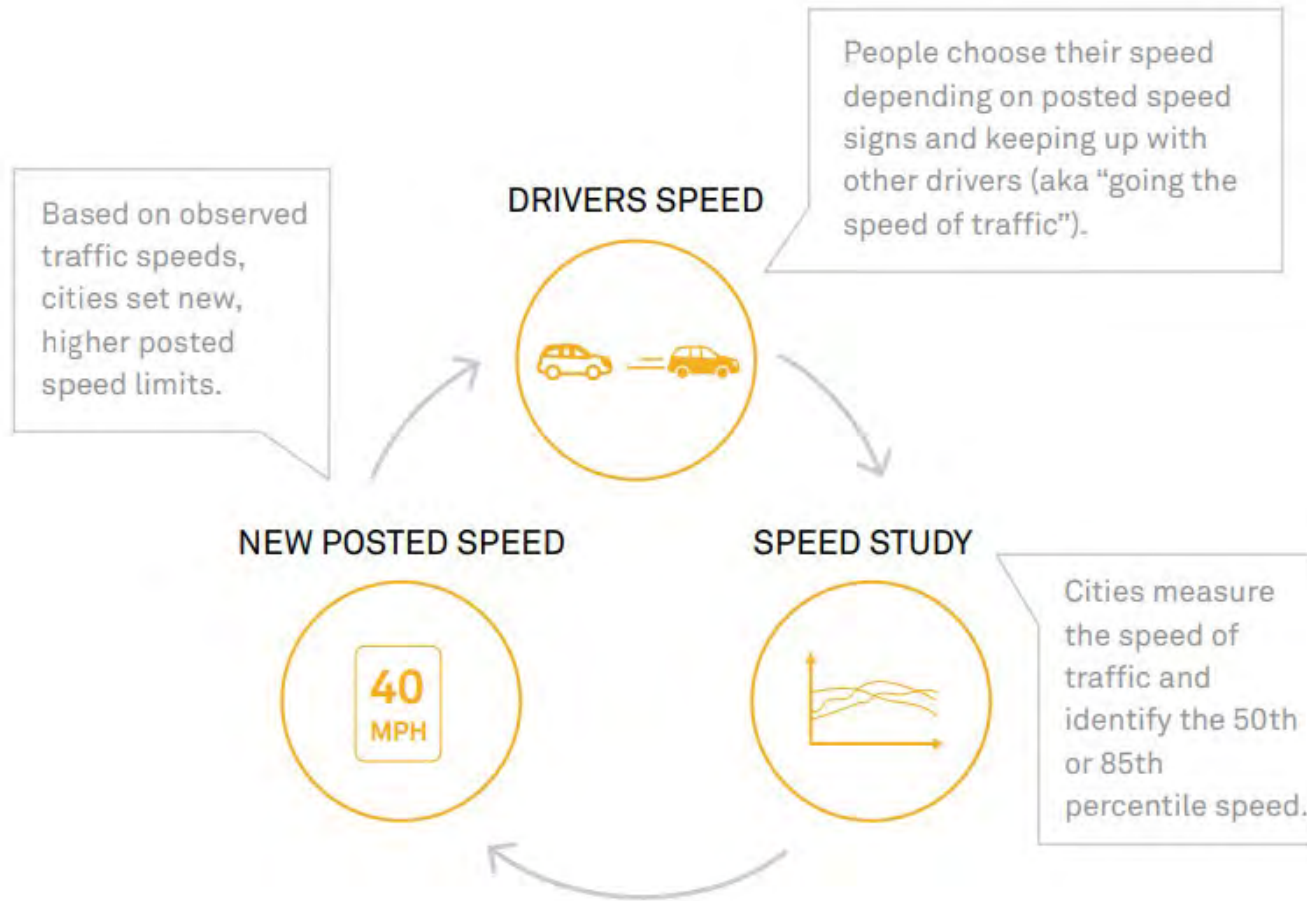 People choose their speed
depending on posted speed
signs and keeping up with
other drivers (aka “going the
speed of traffic”).
DRIVERS SPEED
Based on observed
traffic speeds,
cities set new,
higher posted
speed limits.
NEW POSTED SPEED
40
MPH
SPEED STUDY
Cities measure
the speed of
traffic and
identify the 50th
or 85th
percentile speed.